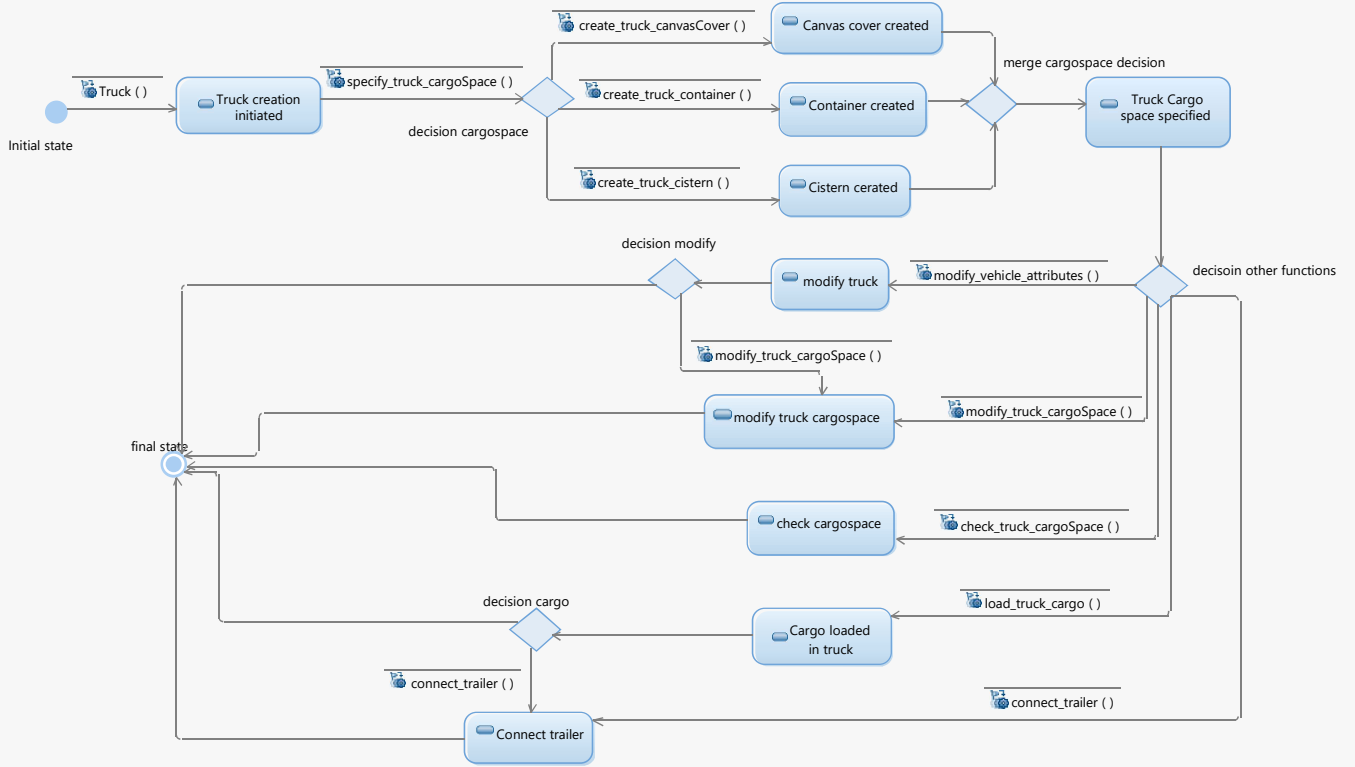 create_truck_canvasCover ( )
Canvas cover created
merge cargospace decision
Truck ( )
Truck creation
initiated
specify_truck_cargoSpace ( )
create_truck_container ( )
Container created
Truck Cargo
space specified
decision cargospace
Initial state
create_truck_cistern ( )
Cistern cerated
decision modify
modify truck
modify_vehicle_attributes ( )
decisoin other functions
modify_truck_cargoSpace ( )
modify truck cargospace
modify_truck_cargoSpace ( )
final state
check cargospace
check_truck_cargoSpace ( )
decision cargo
load_truck_cargo ( )
Cargo loaded
in truck
connect_trailer ( )
connect_trailer ( )
Connect trailer